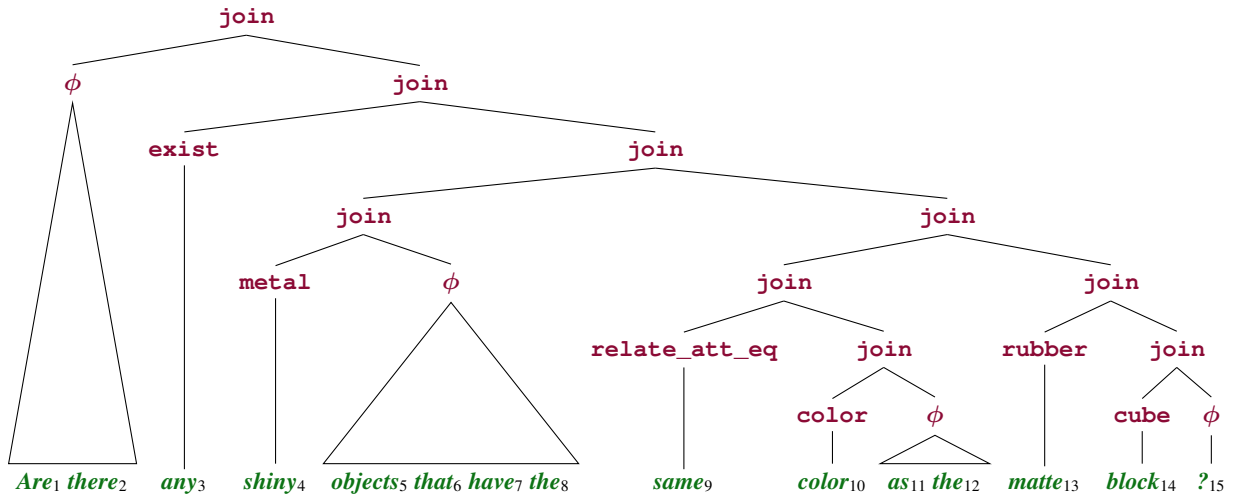 join
ϕ join
exist join
join join
metal ϕ join join
relate_att_eq join rubber join
color ϕ cube ϕ
Are₁ there₂ any₃ shiny₄ objects₅ that₆ have₇ the₈ same₉ color₁₀ as₁₁ the₁₂ matte₁₃ block₁₄ ?₁₅